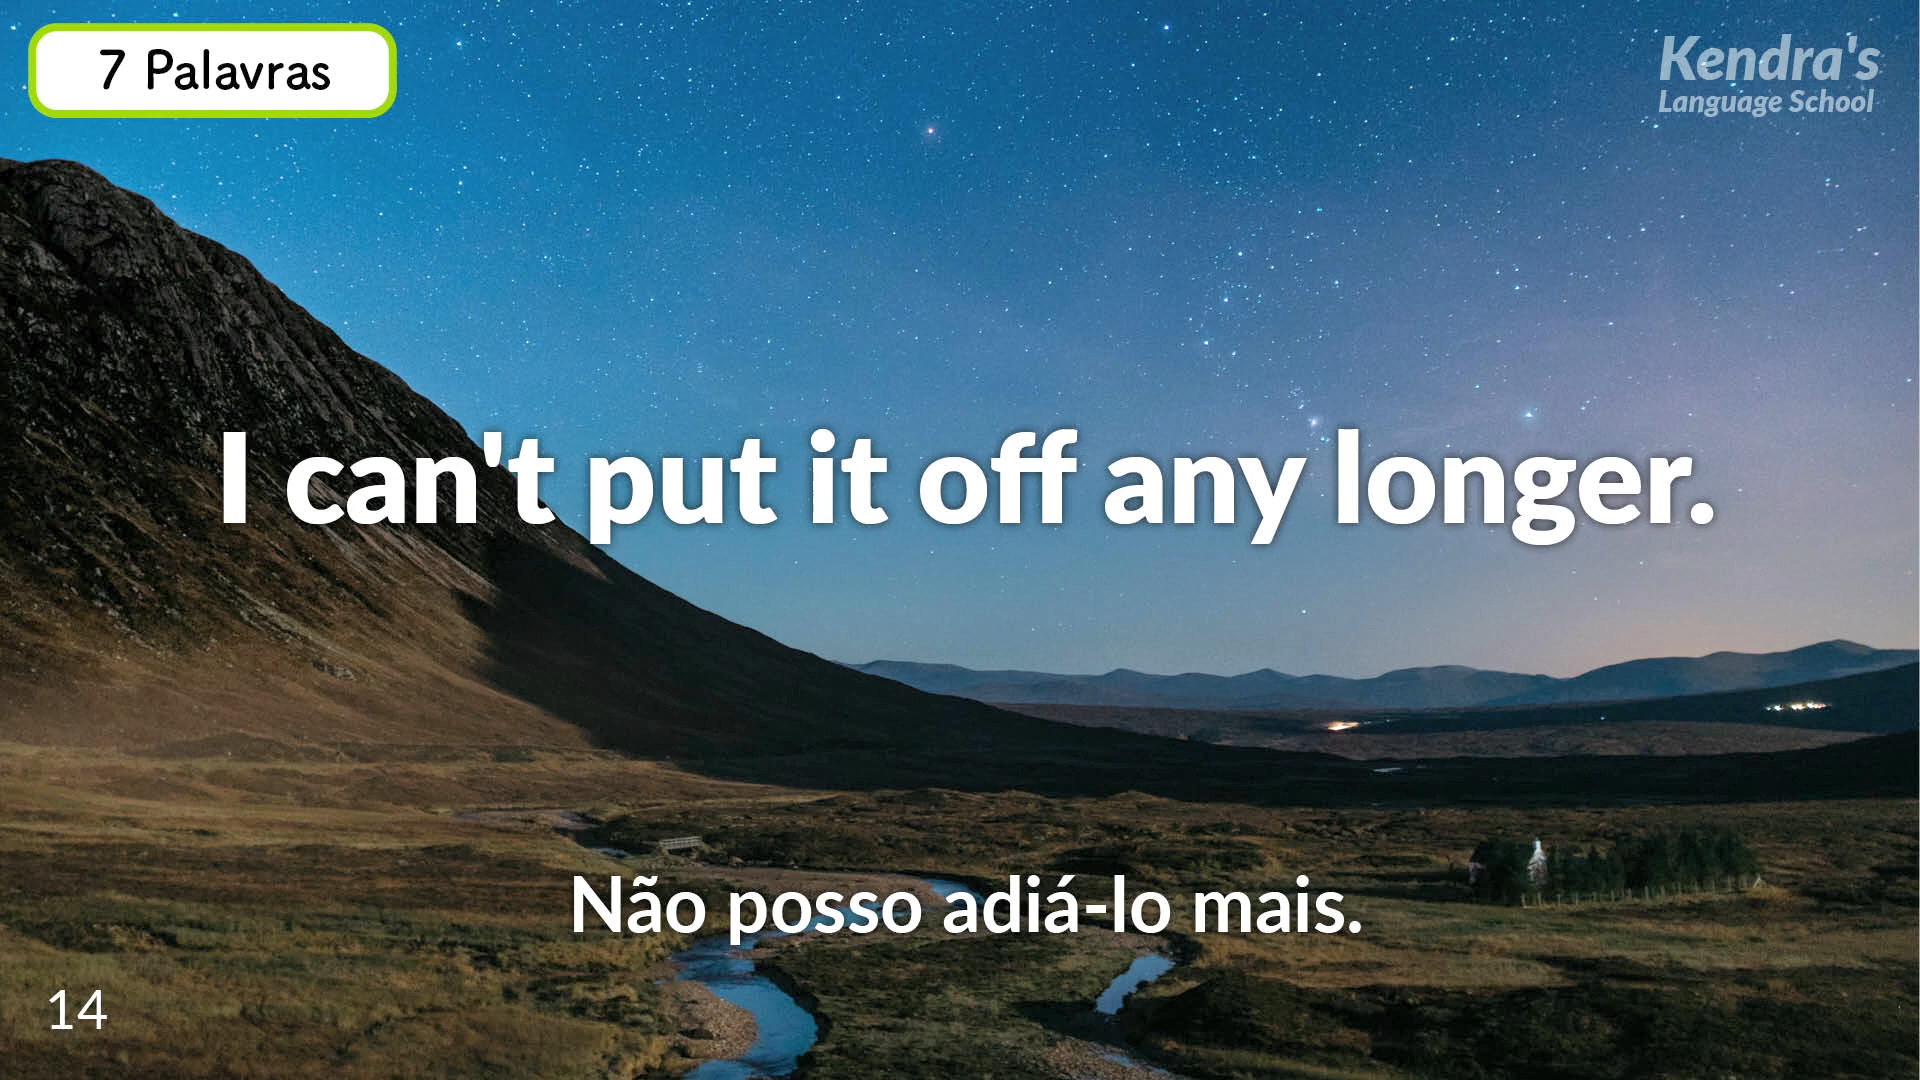 7 Palavras
Kendra's
Language School
I can't put it off any longer.
Não posso adiá-lo mais.
14